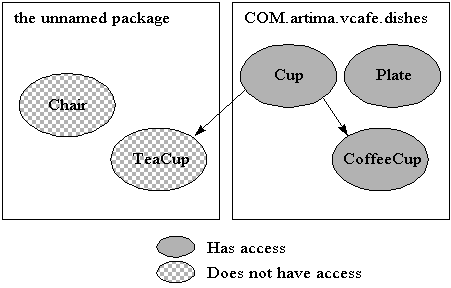 the unnamed package
COM.artima.vcafe.dishes
Cup
Plate
Chair
TeaCup
CoffeeCup
Has access
Does not have access